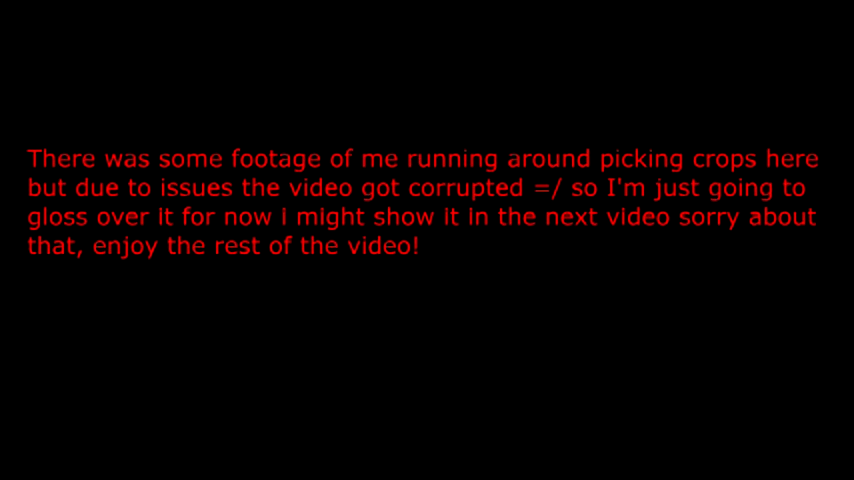 There was some footage of me running around picking crops here
but due to issues the video got corrupted =/ so I'm just going to
gloss over it for now i might show it in the next video sorry about
that, enjoy the rest of the video!